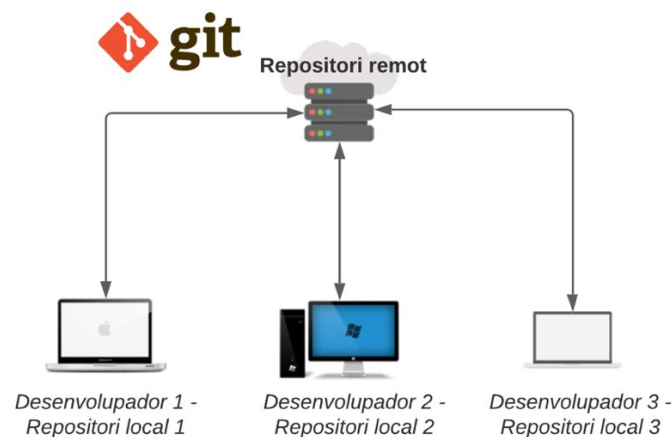 git
Repositori remot
Desenvolupador 1 -
Repositori local 1
Desenvolupador 2 -
Repositori local 2
Desenvolupador 3 -
Repositori local 3